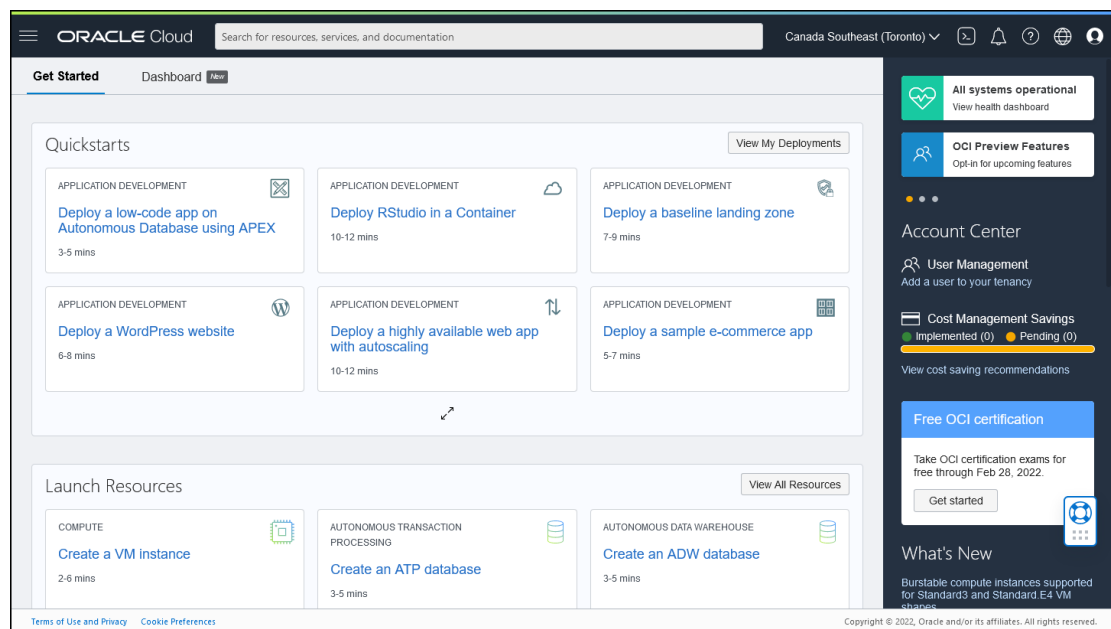 ORACLE Cloud
Search for resources, services, and documentation
Canada Southeast (Toronto)
Get Started
Dashboard New
Quickstarts
View My Deployments
APPLICATION DEVELOPMENT
Deploy a low-code app on
Autonomous Database using APEX
3-5 mins
APPLICATION DEVELOPMENT
Deploy RStudio in a Container
10-12 mins
APPLICATION DEVELOPMENT
Deploy a baseline landing zone
7-9 mins
APPLICATION DEVELOPMENT
Deploy a WordPress website
6-8 mins
APPLICATION DEVELOPMENT
Deploy a highly available web app
with autoscaling
10-12 mins
APPLICATION DEVELOPMENT
Deploy a sample e-commerce app
5-7 mins
Launch Resources
View All Resources
COMPUTE
Create a VM instance
2-6 mins
AUTONOMOUS TRANSACTION
PROCESSING
Create an ATP database
3-5 mins
AUTONOMOUS DATA WAREHOUSE
Create an ADW database
3-5 mins
All systems operational
View health dashboard
OCI Preview Features
Opt-in for upcoming features
Account Center
User Management
Add a user to your tenancy
Cost Management Savings
Implemented (0) Pending (0)
View cost saving recommendations
Free OCI certification
Take OCI certification exams for
free through Feb 28, 2022.
Get started
What's New
Burstable compute instances supported
for Standard3 and Standard.E4 VM
shapes
Terms of Use and Privacy
Cookie Preferences
Copyright © 2022, Oracle and/or its affiliates. All rights reserved.